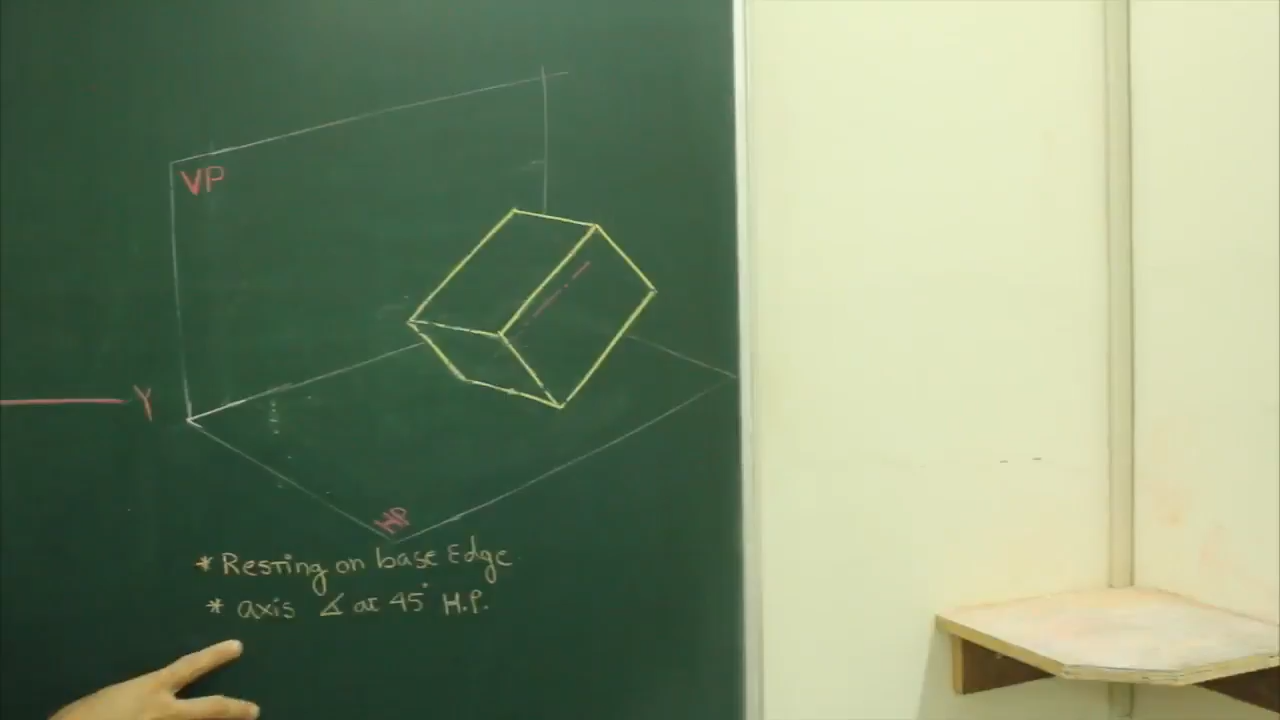 VP
Y
HP
* Resting on base Edge
* axis ∡ at 45° H.P.